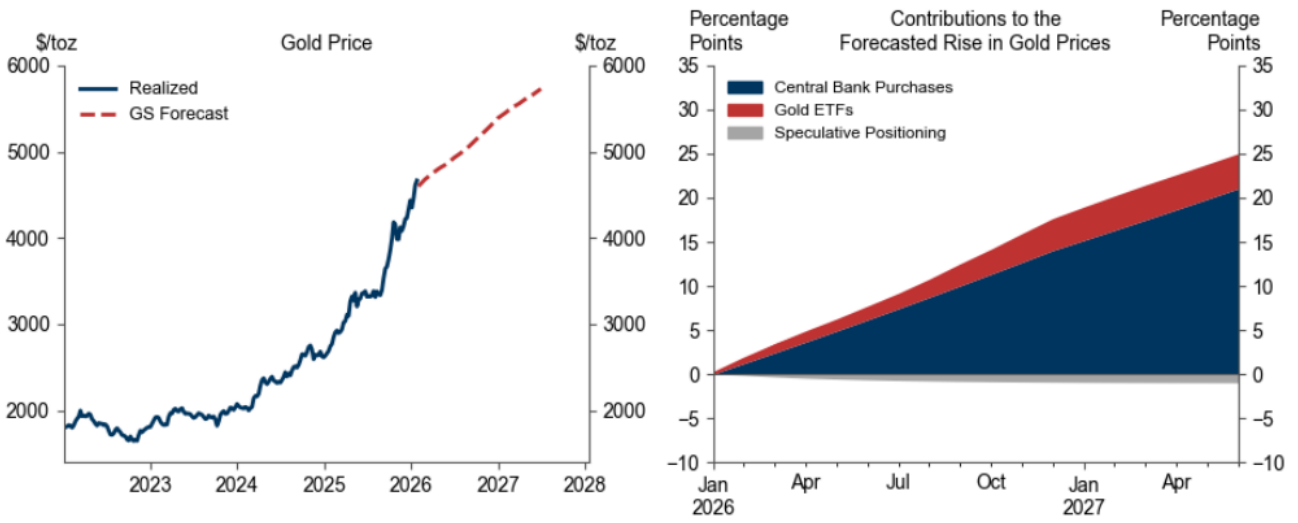 $/toz
Gold Price
$/toz
6000
5000
4000
3000
2000
Realized
GS Forecast
6000
5000
4000
3000
2000
2023
2024
2025
2026
2027
2028
Percentage
Points
Contributions to the
Forecasted Rise in Gold Prices
Percentage
Points
35
30
25
20
15
10
5
0
−5
−10
Central Bank Purchases
Gold ETFs
Speculative Positioning
35
30
25
20
15
10
5
0
−5
−10
Jan
2026
Apr
Jul
Oct
Jan
2027
Apr